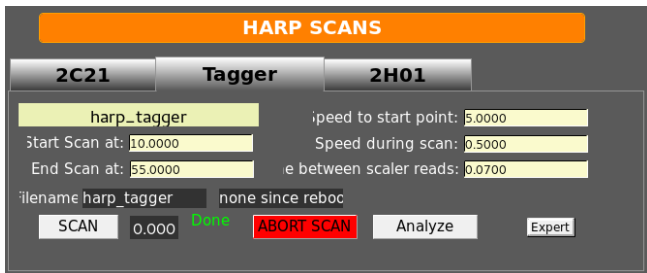 HARP SCANS
2C21 Tagger 2H01
harp_tagger Speed to start point: 5.0000
Start Scan at: 10.0000 Speed during scan: 0.5000
End Scan at: 55.0000 e between scaler reads: 0.0700
ilename harp_tagger none since reboo
SCAN 0.000 Done ABORT SCAN Analyze Expert